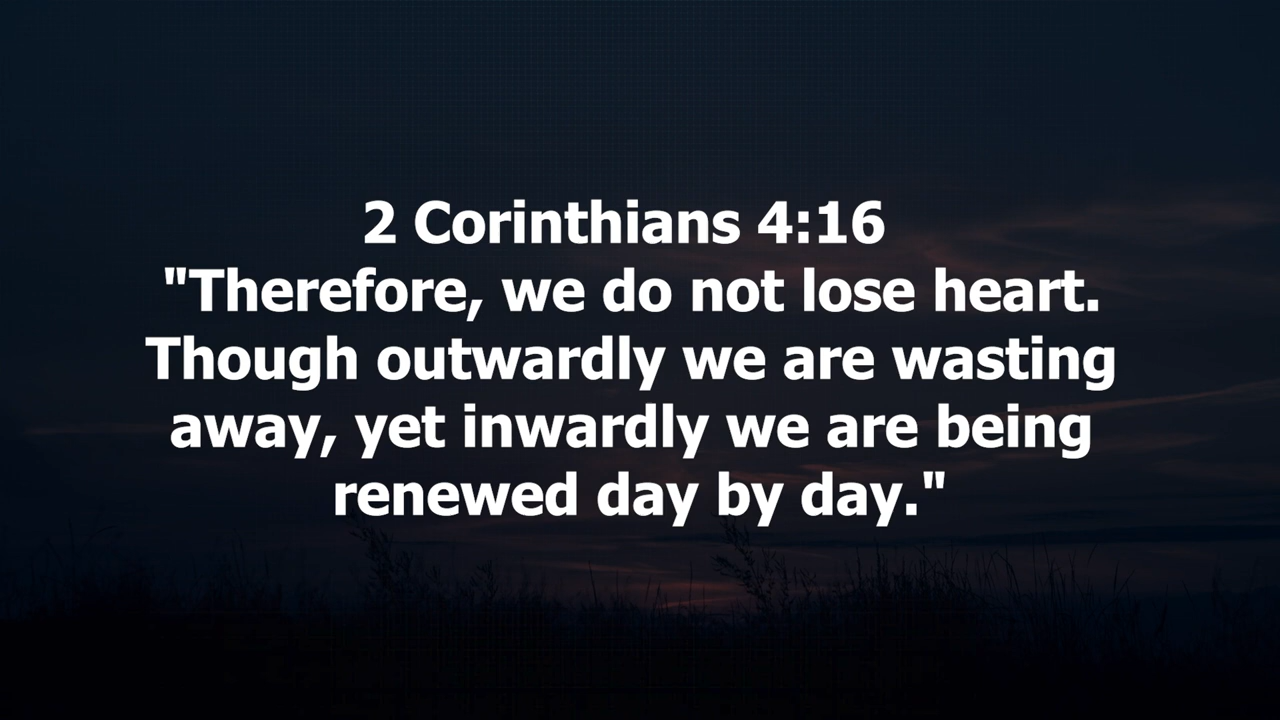 2 Corinthians 4:16
"Therefore, we do not lose heart.
Though outwardly we are wasting
away, yet inwardly we are being
renewed day by day."